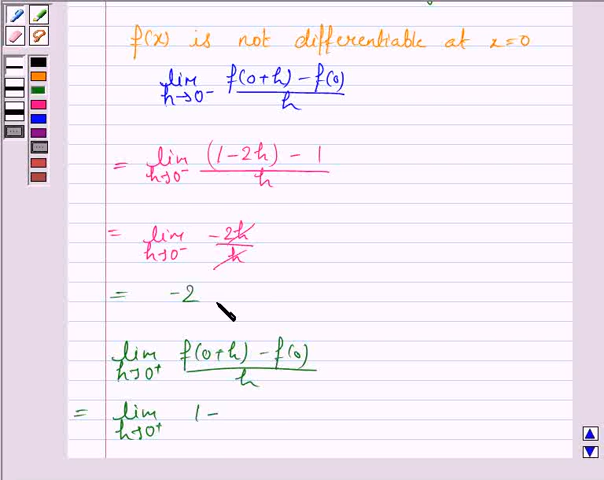 f(x) is not differentiable at x=0
lim h→0⁻ (f(0+h) − f(0))/h
= lim h→0⁻ ((1−2h) − 1)/h
= lim h→0⁻ −2h/h
= −2
lim h→0⁺ (f(0+h) − f(0))/h
= lim h→0⁺ 1−